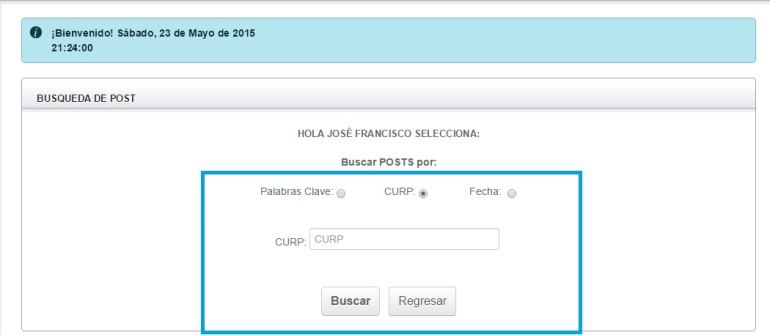 ¡Bienvenido! Sábado, 23 de Mayo de 2015
21:24:00
BUSQUEDA DE POST
HOLA JOSÉ FRANCISCO SELECCIONA:
Buscar POSTS por:
Palabras Clave: CURP: Fecha:
CURP: CURP
Buscar Regresar